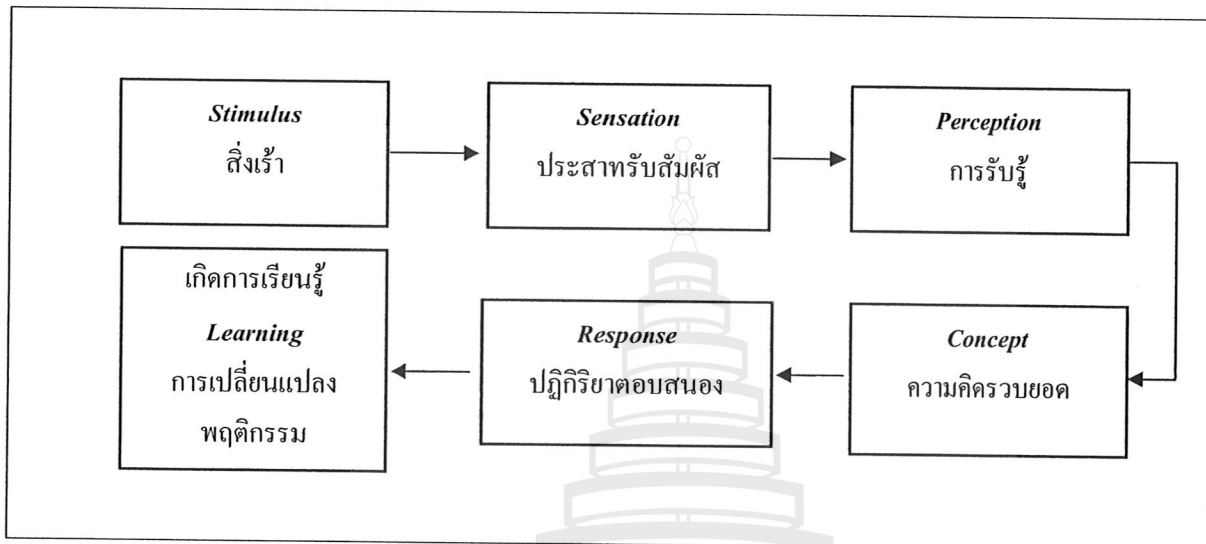 Stimulus
สิ่งเร้า
Sensation
ประสาทรับสัมผัส
Perception
การรับรู้
Concept
ความคิดรวบยอด
Response
ปฏิกิริยาตอบสนอง
เกิดการเรียนรู้
Learning
การเปลี่ยนแปลง
พฤติกรรม